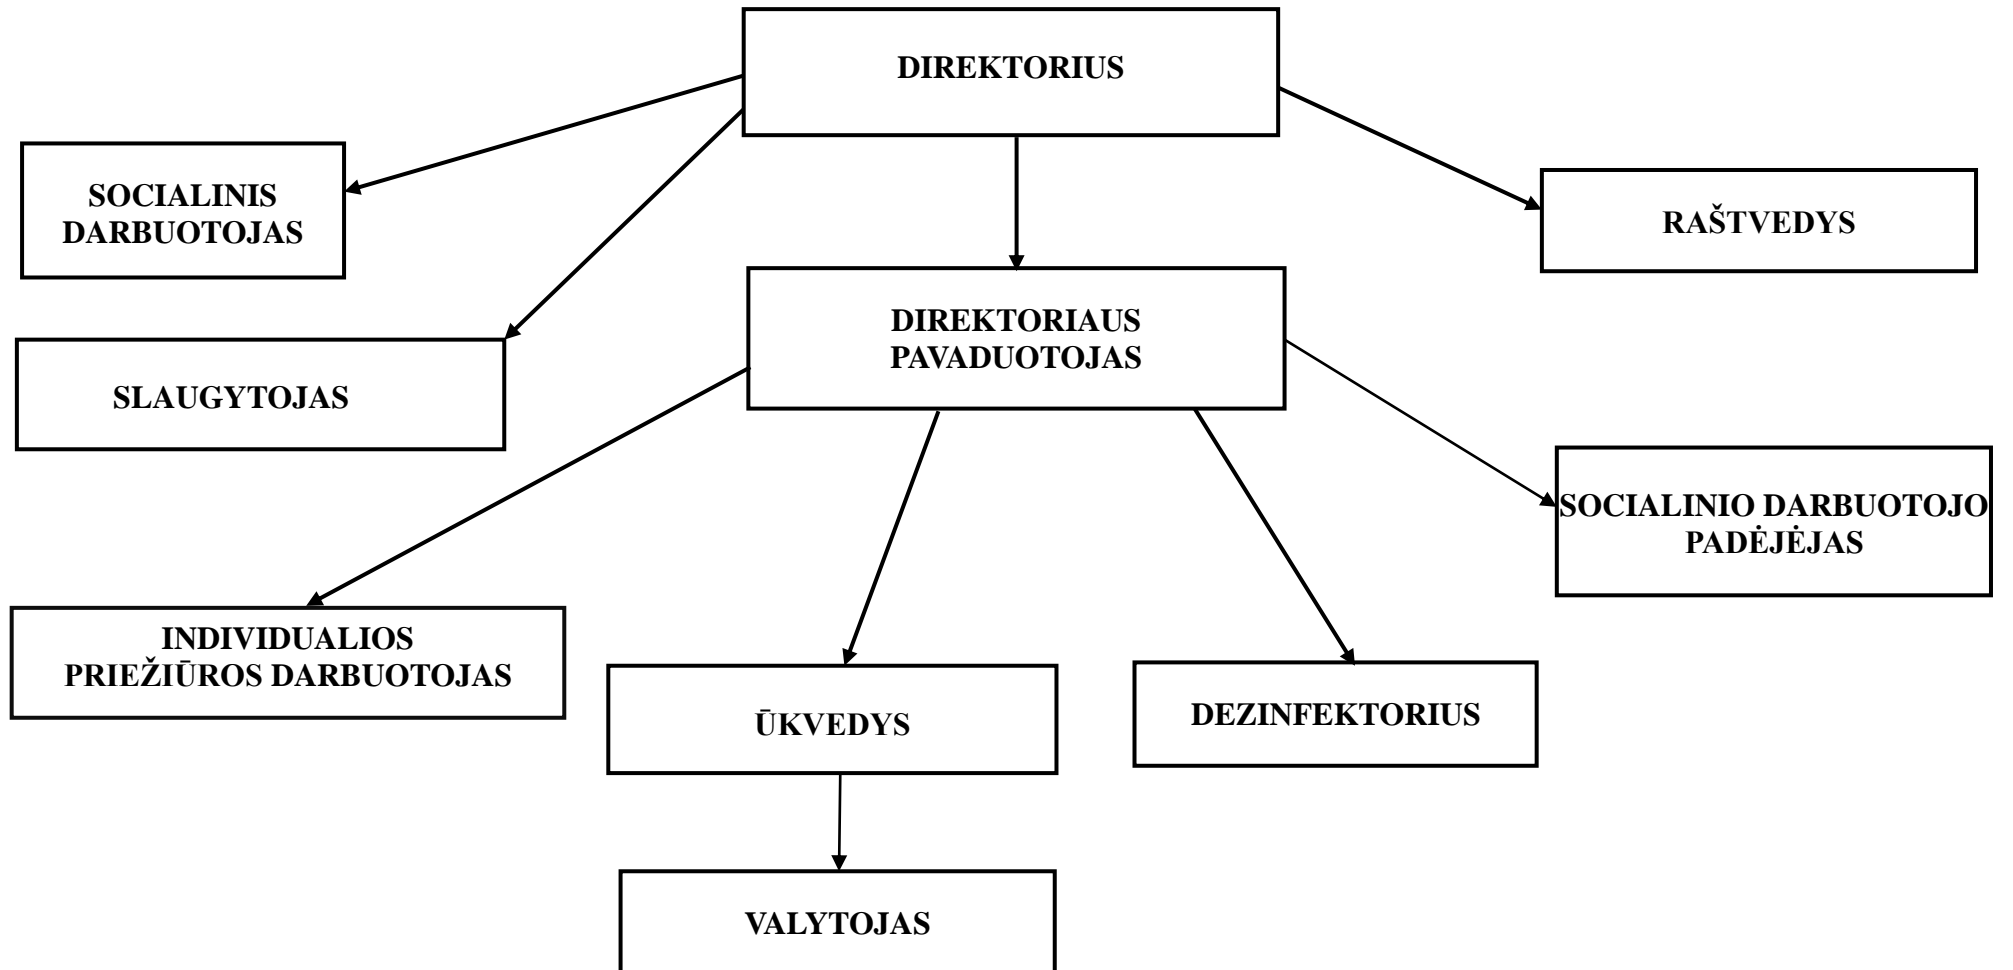 DIREKTORIUS
SOCIALINIS
DARBUOTOJAS
RAŠTVEDYS
DIREKTORIAUS
PAVADUOTOJAS
SLAUGYTOJAS
SOCIALINIO DARBUOTOJO
PADĖJĖJAS
INDIVIDUALIOS
PRIEŽIŪROS DARBUOTOJAS
ŪKVEDYS
DEZINFEKTORIUS
VALYTOJAS